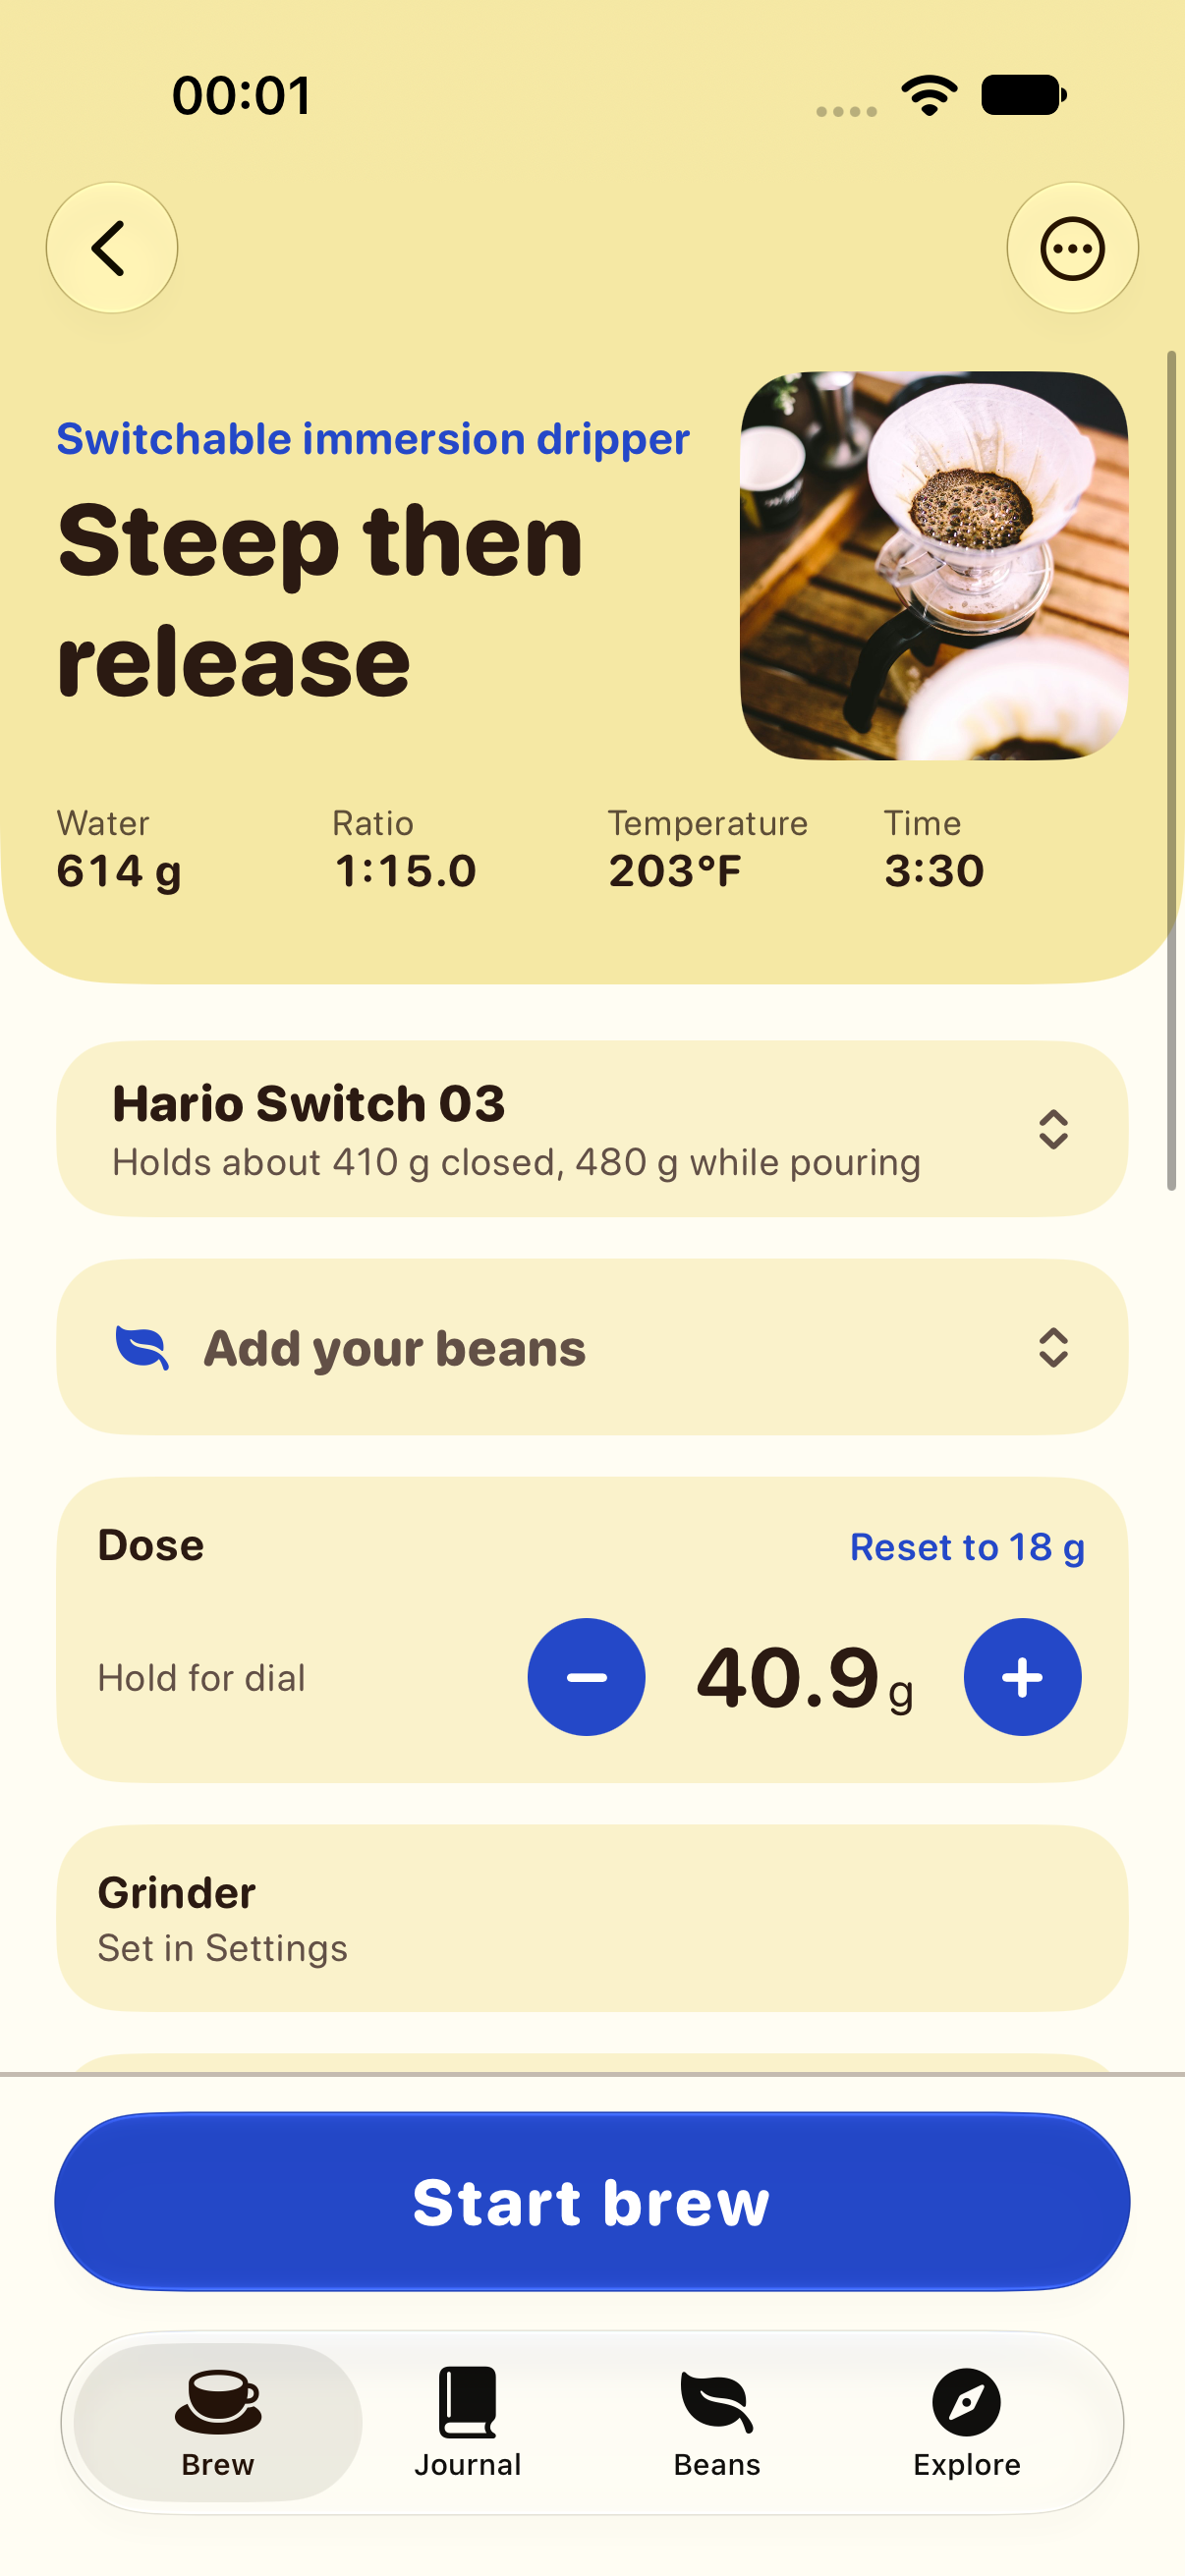 00:01
Switchable immersion dripper
Steep then
release
Water
Ratio
Temperature
Time
614 g
1:15.0
203°F
3:30
Hario Switch 03
Holds about 410 g closed, 480 g while pouring
Add your beans
Dose
Reset to 18 g
Hold for dial
40.9 g
Grinder
Set in Settings
Start brew
Brew
Journal
Beans
Explore